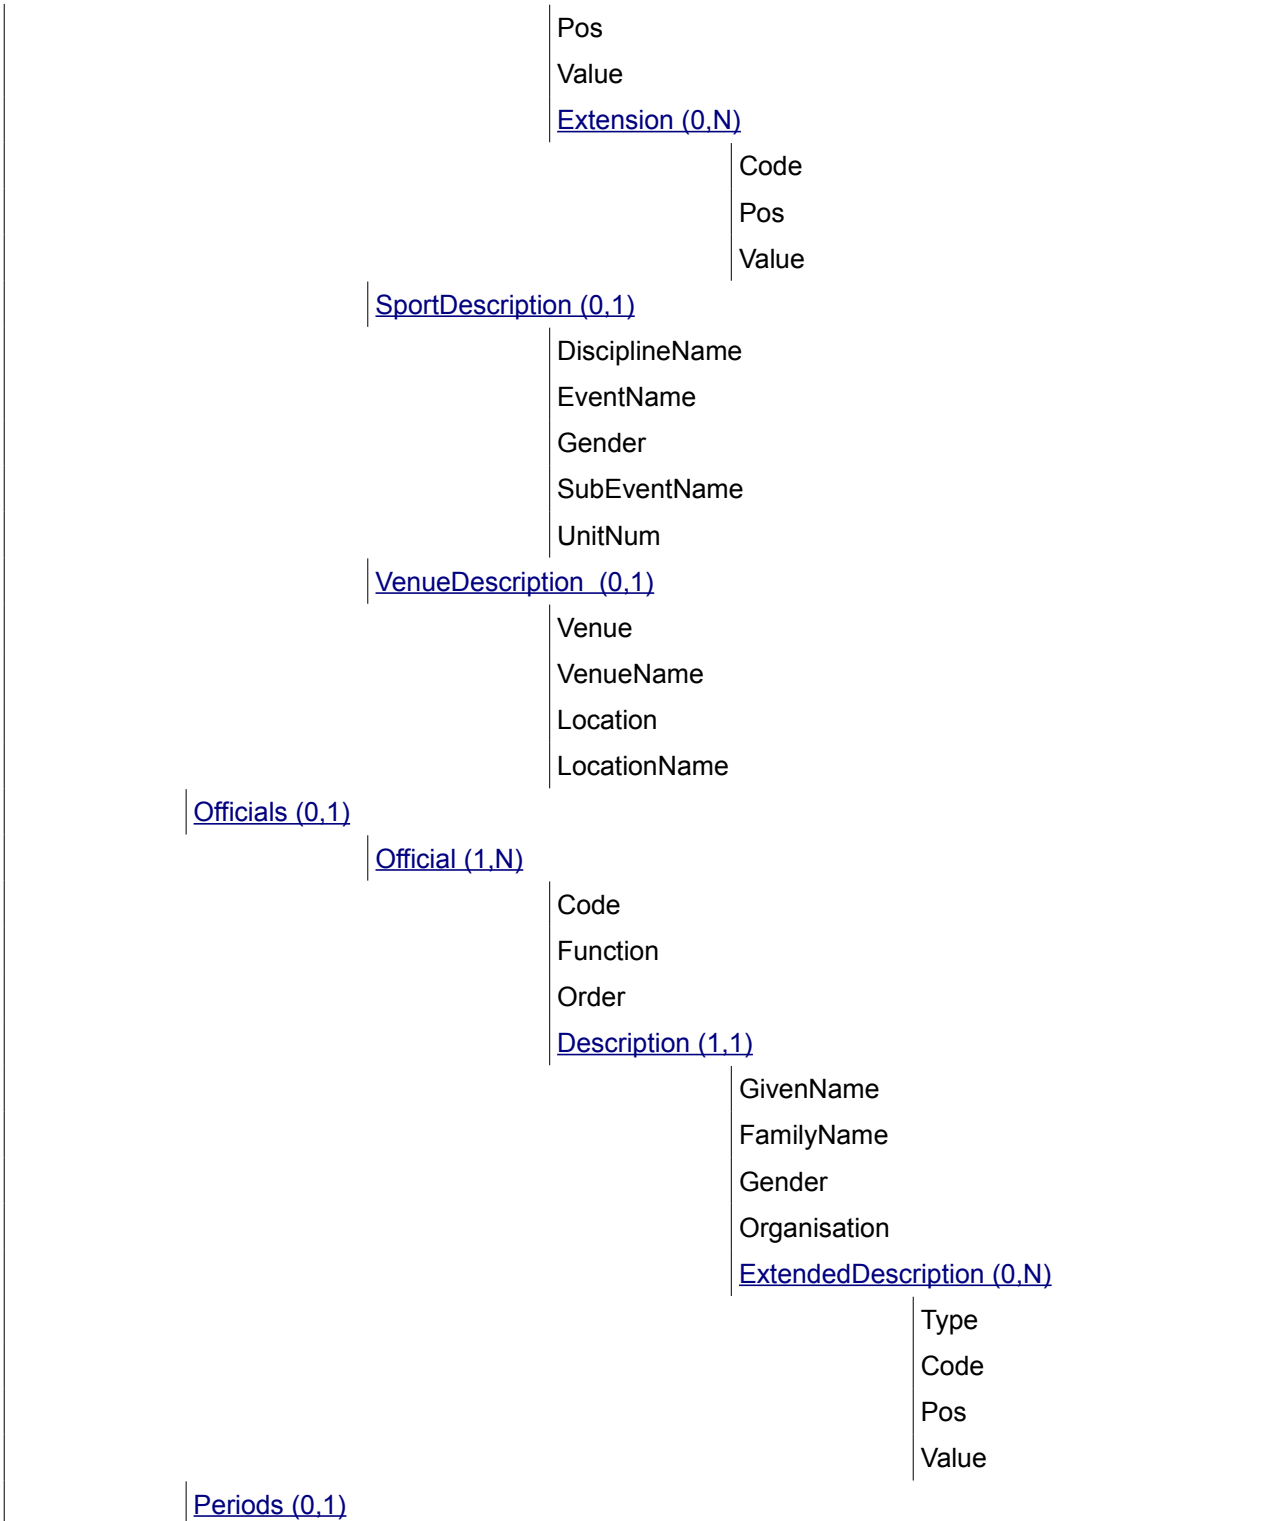 Pos
Value
Extension (0,N)
Code
Pos
Value
SportDescription (0,1)
DisciplineName
EventName
Gender
SubEventName
UnitNum
VenueDescription  (0,1)
Venue
VenueName
Location
LocationName
Officials (0,1)
Official (1,N)
Code
Function
Order
Description (1,1)
GivenName
FamilyName
Gender
Organisation
ExtendedDescription (0,N)
Type
Code
Pos
Value
Periods (0,1)